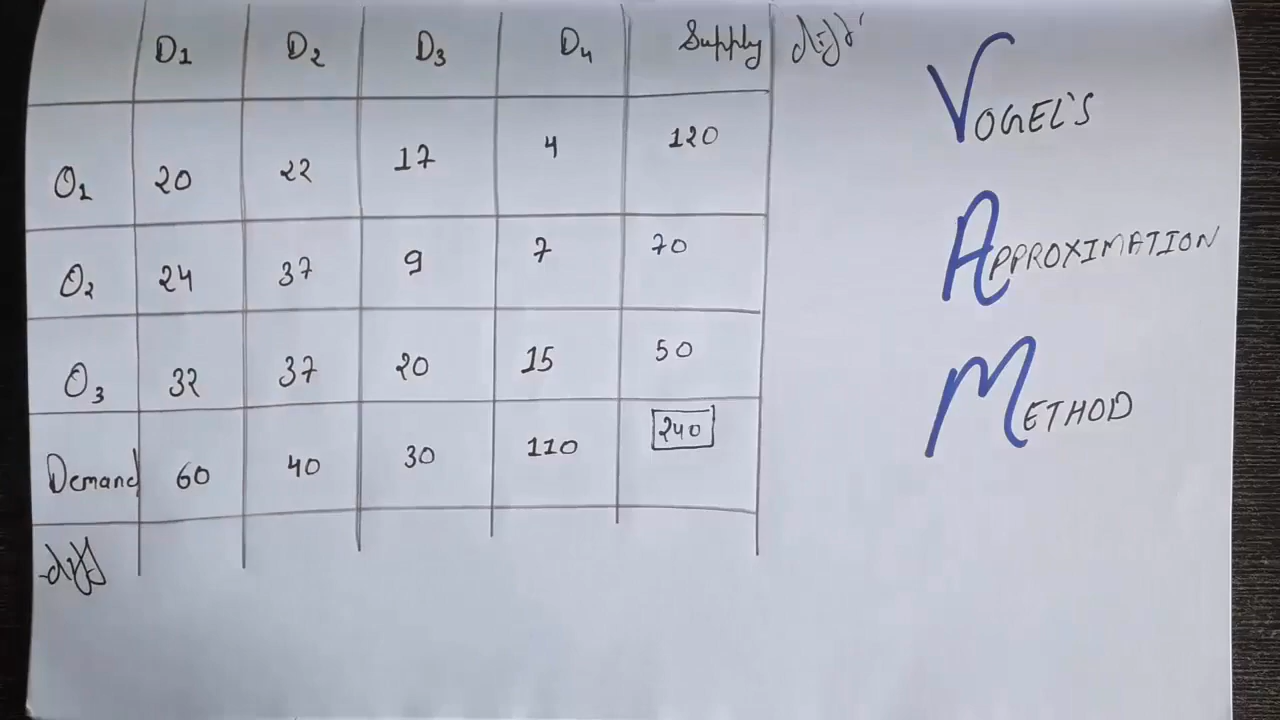 D1 D2 D3 D4 Supply diff
O1 20 22 17 4 120
O2 24 37 9 7 70
O3 32 37 20 15 50
Demand 60 40 30 110 240
diff
VOGEL'S
APPROXIMATION
METHOD